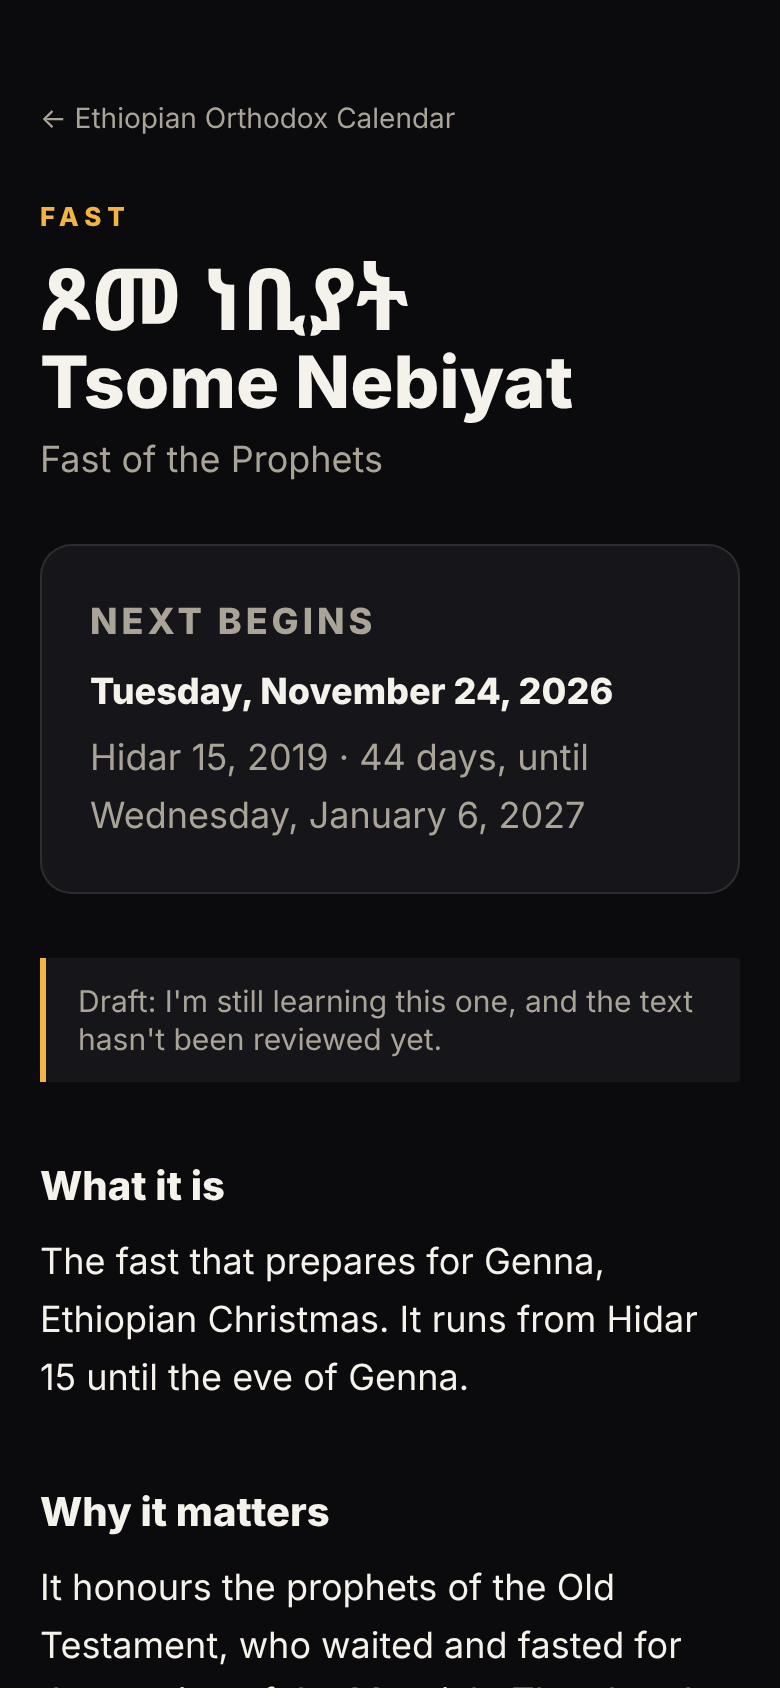 ← Ethiopian Orthodox Calendar
FAST
ጾመ ነቢያት
Tsome Nebiyat
Fast of the Prophets
NEXT BEGINS
Tuesday, November 24, 2026
Hidar 15, 2019 · 44 days, until
Wednesday, January 6, 2027
Draft: I'm still learning this one, and the text
hasn't been reviewed yet.
What it is
The fast that prepares for Genna,
Ethiopian Christmas. It runs from Hidar
15 until the eve of Genna.
Why it matters
It honours the prophets of the Old
Testament, who waited and fasted for